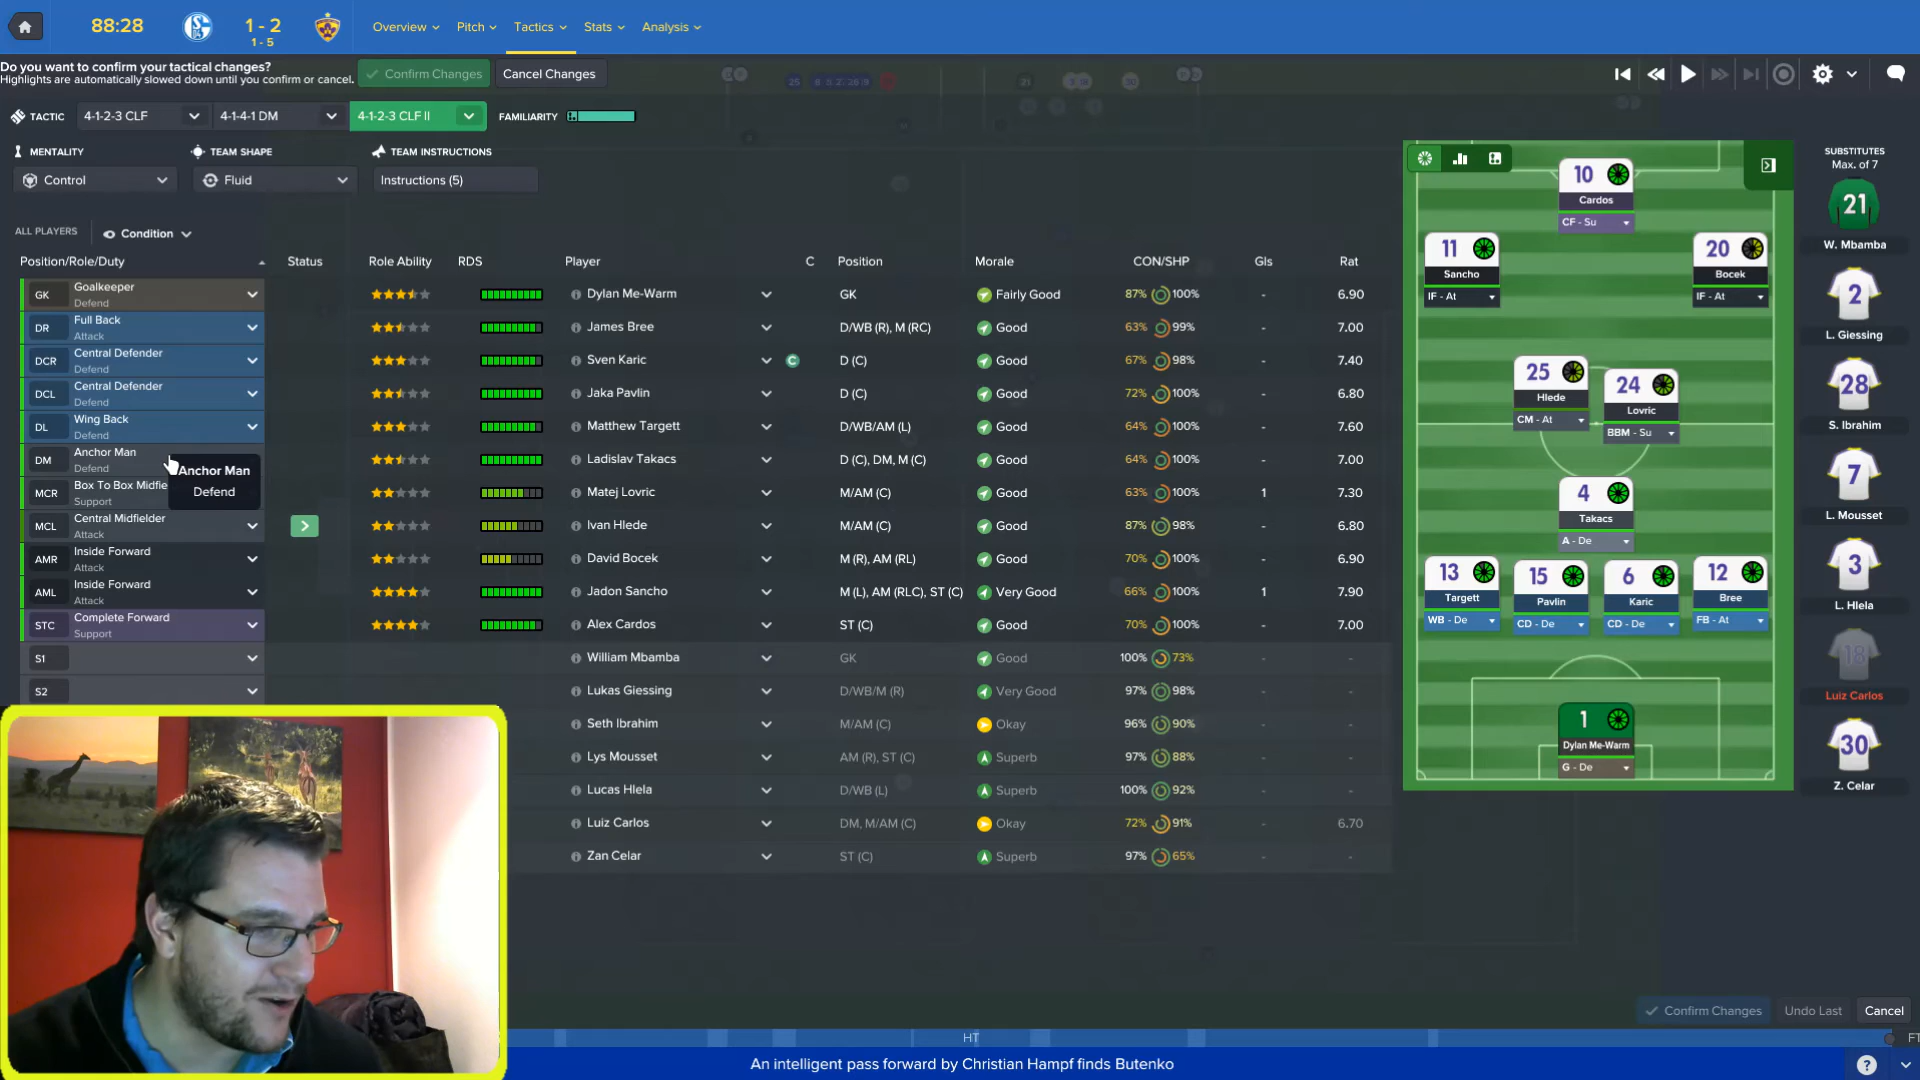 88:28
1 - 2
1 - 5
Overview
Pitch
Tactics
Stats
Analysis
Do you want to confirm your tactical changes?
Highlights are automatically slowed down until you confirm or cancel.
Confirm Changes
Cancel Changes
TACTIC
4-1-2-3 CLF
4-1-4-1 DM
4-1-2-3 CLF II
FAMILIARITY
MENTALITY
TEAM SHAPE
TEAM INSTRUCTIONS
Control
Fluid
Instructions (5)
ALL PLAYERS
Condition
Position/Role/Duty Status Role Ability RDS Player C Position Morale CON/SHP Gls Rat
GK Goalkeeper Defend Dylan Me-Warm GK Fairly Good 87% 100% - 6.90
DR Full Back Attack James Bree D/WB (R), M (RC) Good 63% 99% - 7.00
DCR Central Defender Defend Sven Karic C D (C) Good 67% 98% - 7.40
DCL Central Defender Defend Jaka Pavlin D (C) Good 72% 100% - 6.80
DL Wing Back Defend Matthew Targett D/WB/AM (L) Good 64% 100% - 7.60
DM Anchor Man Defend Ladislav Takacs D (C), DM, M (C) Good 64% 100% - 7.00
MCR Box To Box Midfie Support Matej Lovric M/AM (C) Good 63% 100% 1 7.30
MCL Central Midfielder Attack Ivan Hlede M/AM (C) Good 87% 98% - 6.80
AMR Inside Forward Attack David Bocek M (R), AM (RL) Good 70% 100% - 6.90
AML Inside Forward Attack Jadon Sancho M (L), AM (RLC), ST (C) Very Good 66% 100% 1 7.90
STC Complete Forward Support Alex Cardos ST (C) Good 70% 100% - 7.00
S1 William Mbamba GK Good 100% 73% - -
S2 Lukas Giessing D/WB/M (R) Very Good 97% 98% - -
Seth Ibrahim M/AM (C) Okay 96% 90% - -
Lys Mousset AM (R), ST (C) Superb 97% 88% - -
Lucas Hlela D/WB (L) Superb 100% 92% - -
Luiz Carlos DM, M/AM (C) Okay 72% 91% - 6.70
Zan Celar ST (C) Superb 97% 65% - -
Anchor Man
Defend
10
Cardos
CF - Su
11
Sancho
IF - At
20
Bocek
IF - At
25
Hlede
CM - At
24
Lovric
BBM - Su
4
Takacs
A - De
13
Targett
WB - De
15
Pavlin
CD - De
6
Karic
CD - De
12
Bree
FB - At
1
Dylan Me-Warm
G - De
SUBSTITUTES
Max. of 7
21
W. Mbamba
2
L. Giessing
28
S. Ibrahim
7
L. Mousset
3
L. Hlela
18
Luiz Carlos
30
Z. Celar
Confirm Changes
Undo Last
Cancel
HT
FT
An intelligent pass forward by Christian Hampf finds Butenko